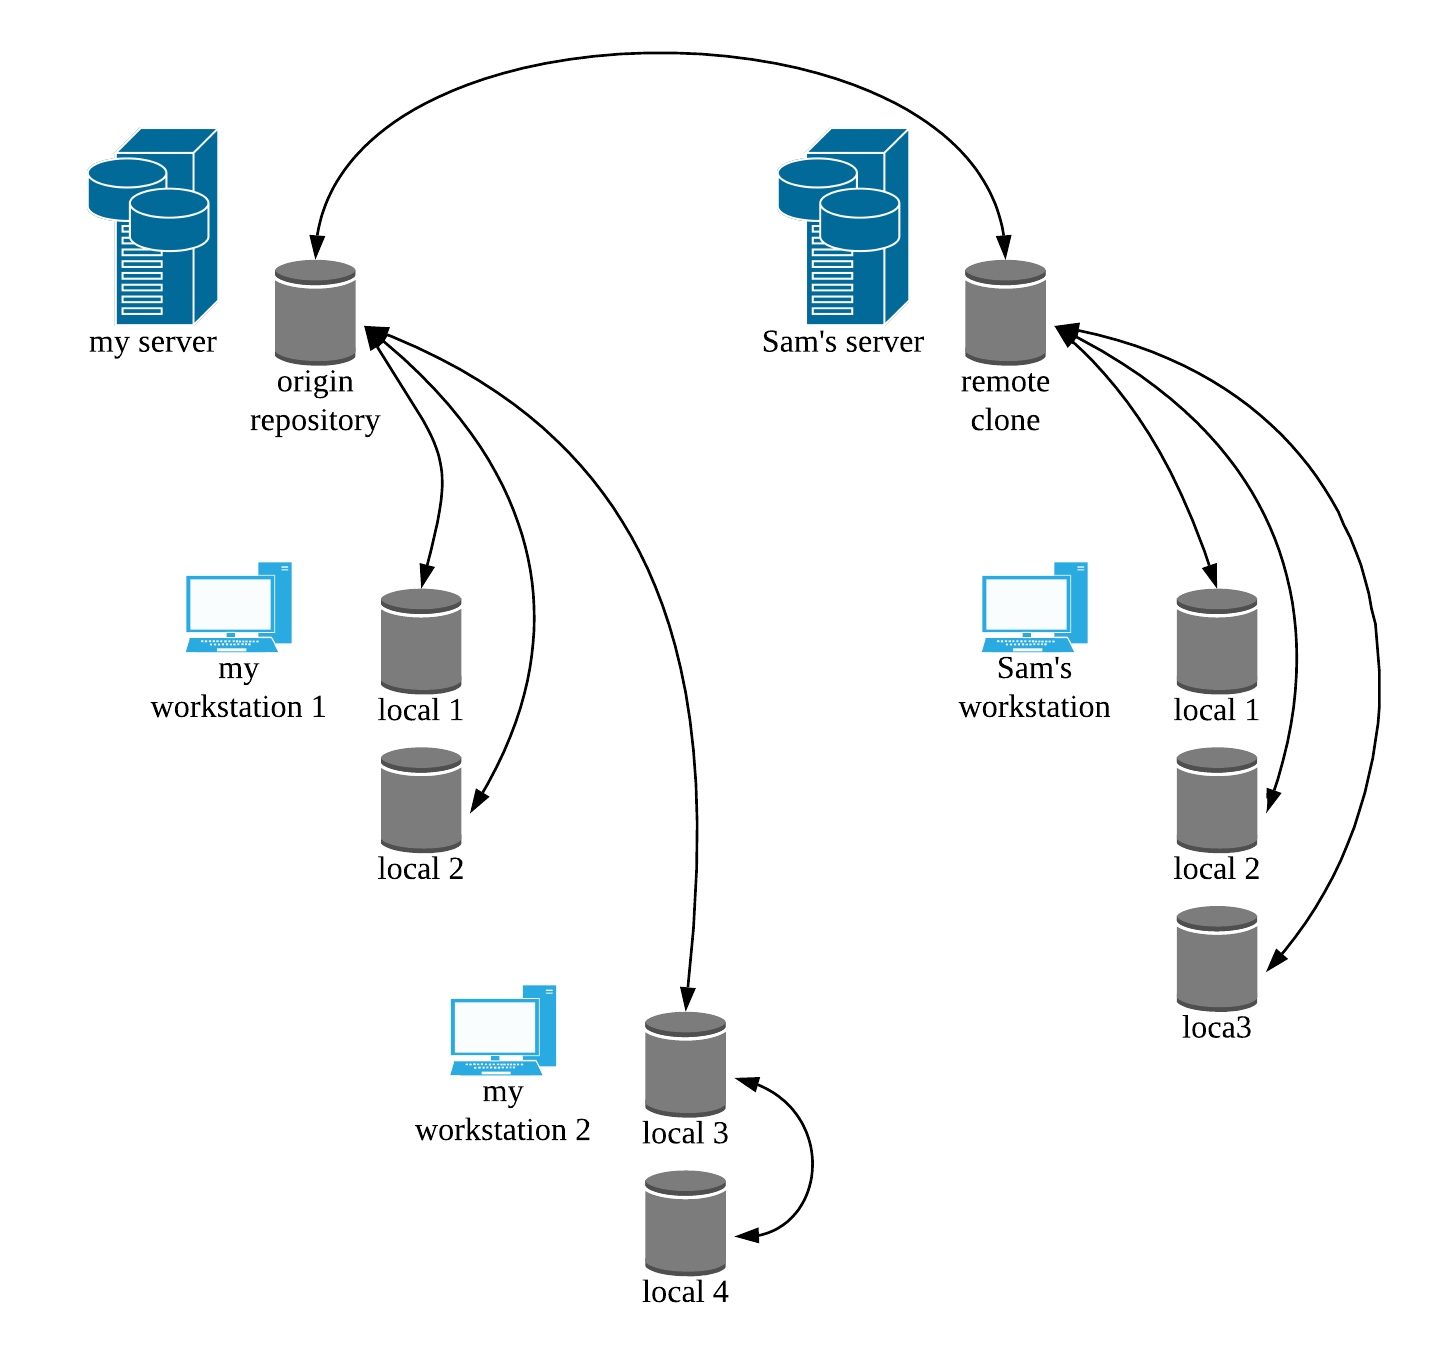 my server
origin
repository
Sam's server
remote
clone
my
workstation 1
local 1
local 2
Sam's
workstation
local 1
local 2
loca3
my
workstation 2
local 3
local 4